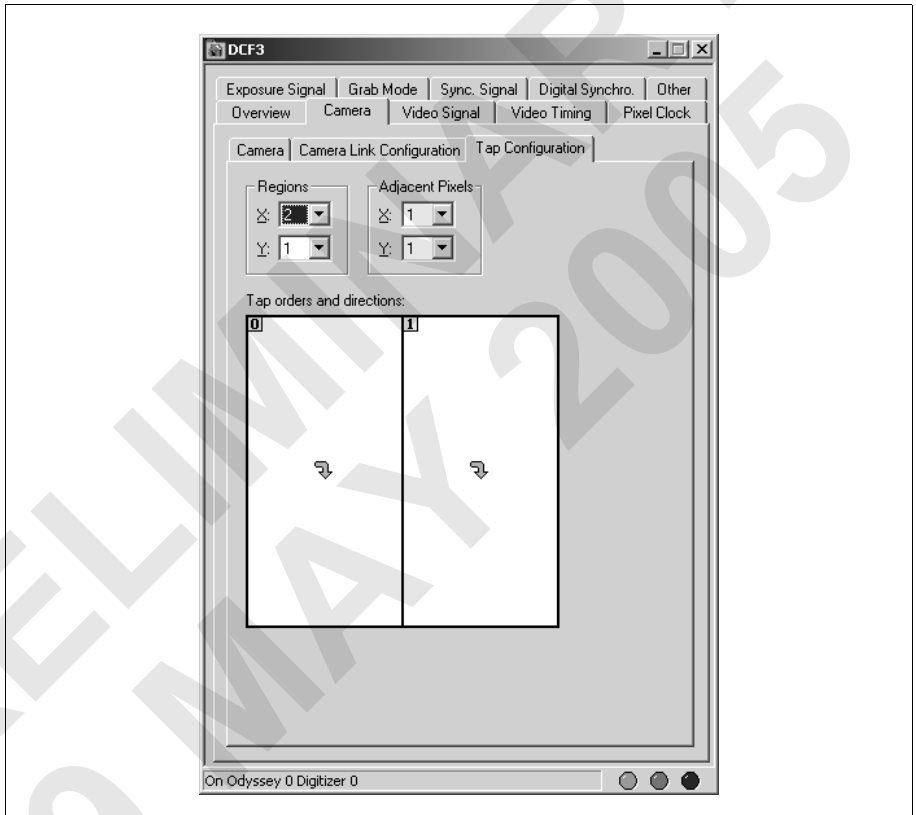 DCF3
Exposure Signal Grab Mode Sync. Signal Digital Synchro. Other
Overview Camera Video Signal Video Timing Pixel Clock
Camera Camera Link Configuration Tap Configuration
Regions Adjacent Pixels
X: 2 X: 1
Y: 1 Y: 1
Tap orders and directions:
0 1
On Odyssey 0 Digitizer 0
ELIMINAR
MAY 2005